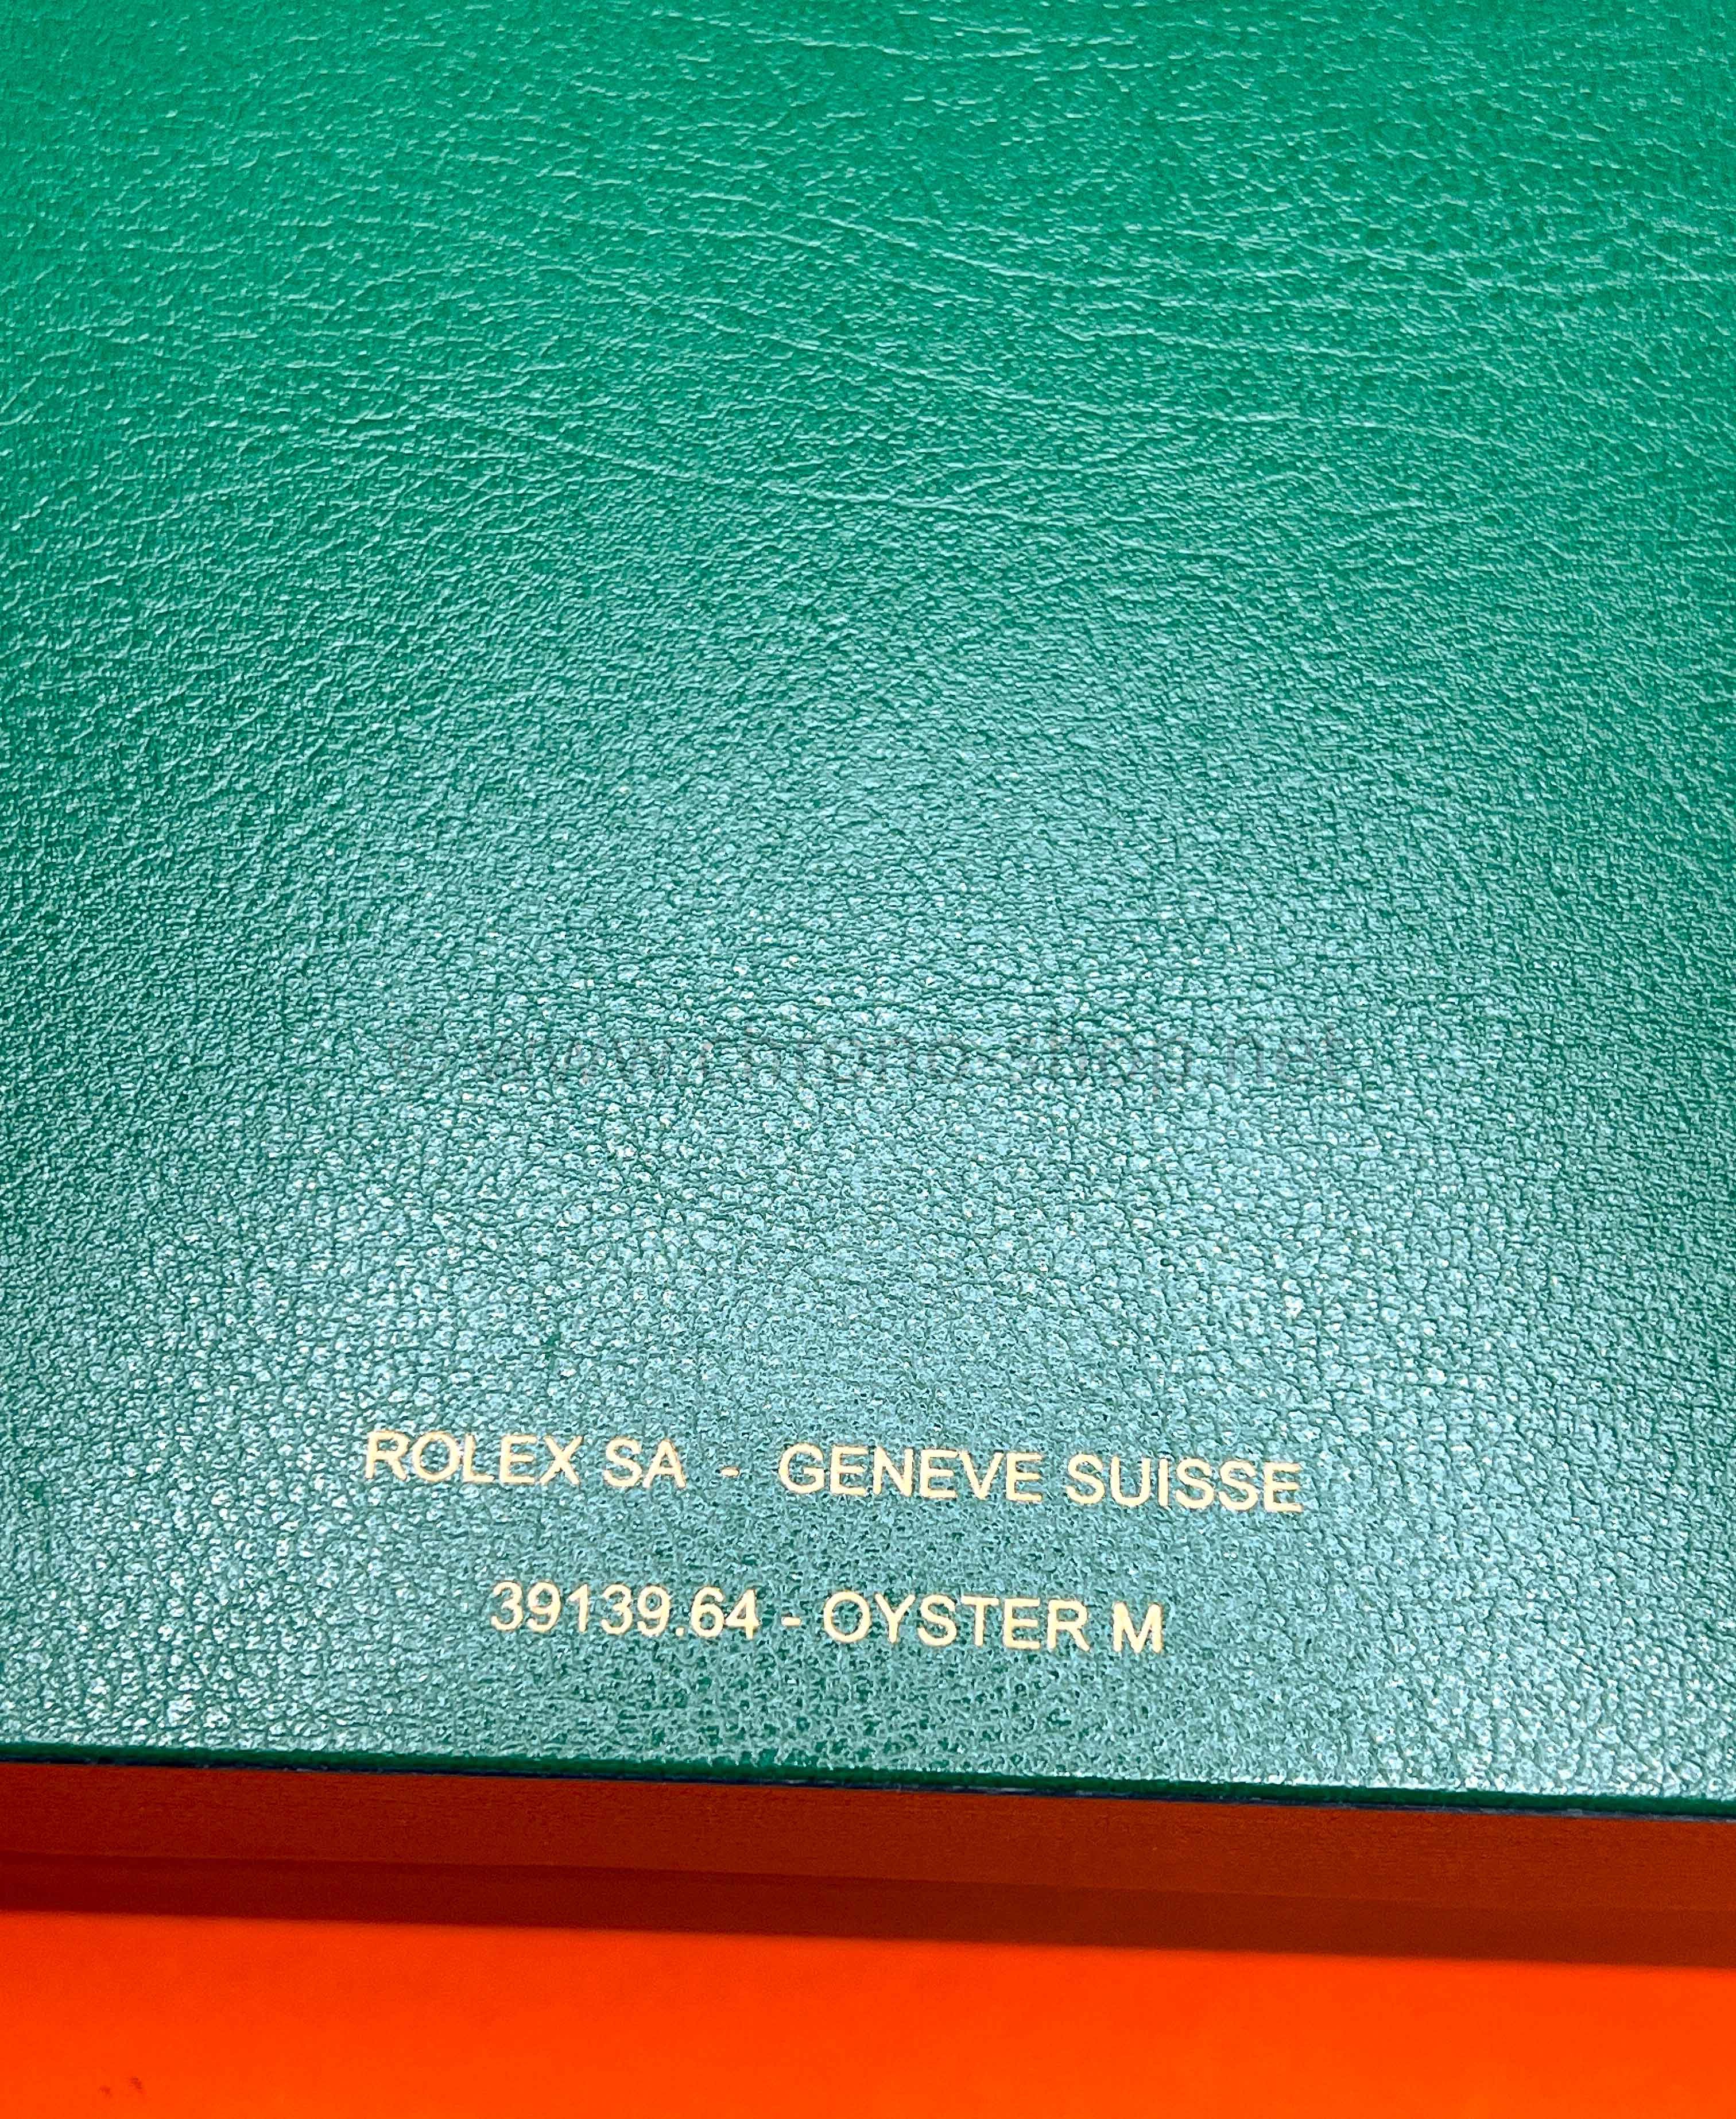 ROLEX SA - GENEVE SUISSE
39139.64 - OYSTER M